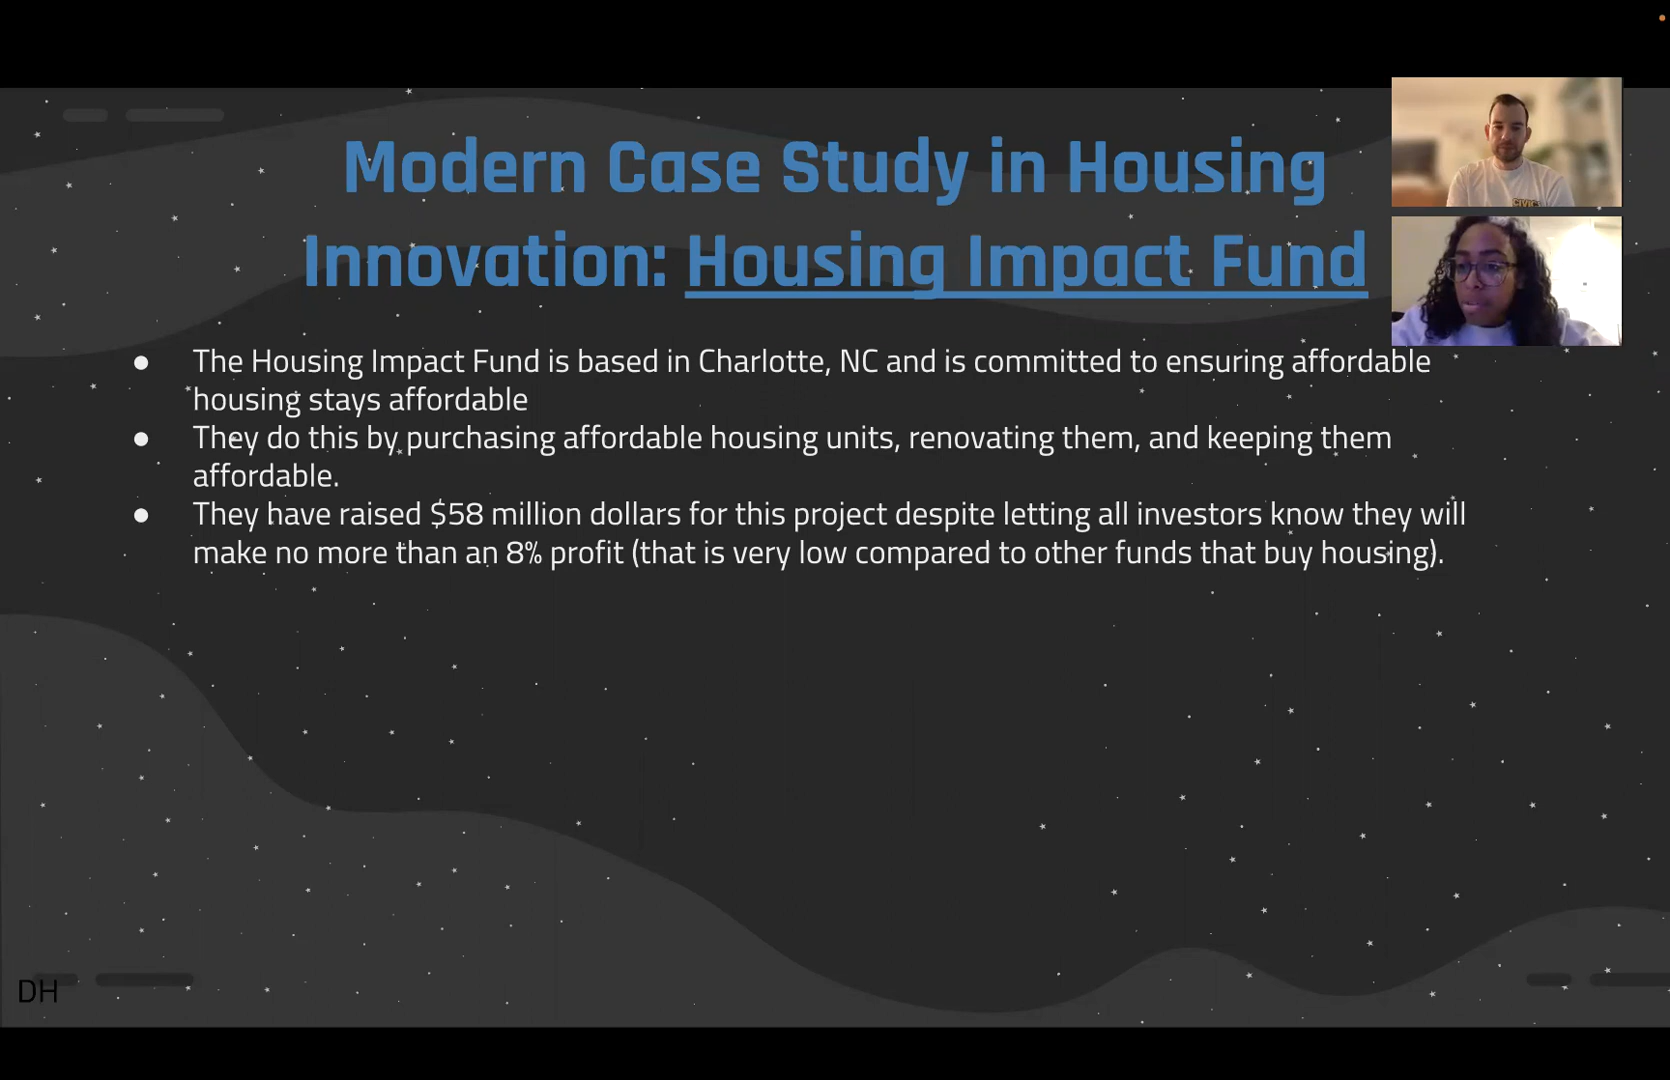 Modern Case Study in Housing
Innovation: Housing Impact Fund
CIVIC
● The Housing Impact Fund is based in Charlotte, NC and is committed to ensuring affordable
housing stays affordable
● They do this by purchasing affordable housing units, renovating them, and keeping them
affordable.
● They have raised $58 million dollars for this project despite letting all investors know they will
make no more than an 8% profit (that is very low compared to other funds that buy housing).
DH